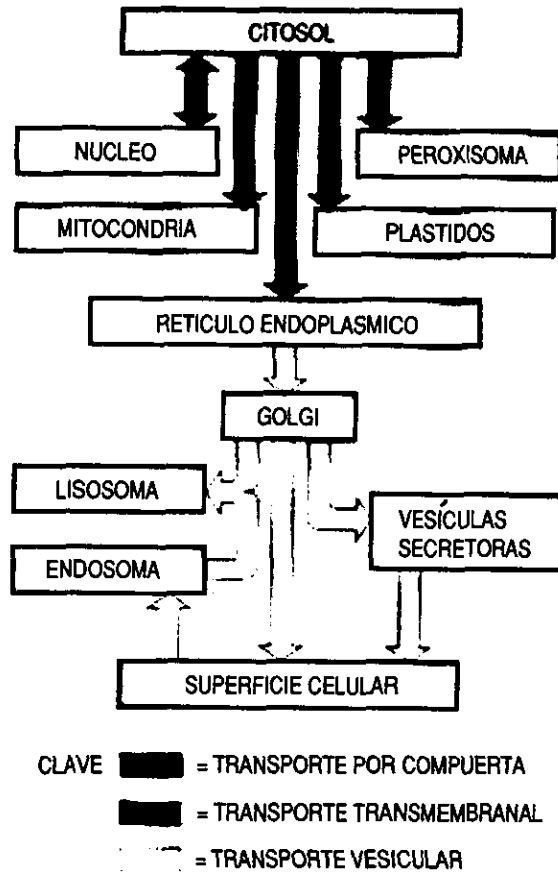 CITOSOL
NUCLEO
PEROXISOMA
MITOCONDRIA
PLASTIDOS
RETICULO ENDOPLASMICO
GOLGI
LISOSOMA
VESÍCULAS
SECRETORAS
ENDOSOMA
SUPERFICIE CELULAR
CLAVE = TRANSPORTE POR COMPUERTA
= TRANSPORTE TRANSMEMBRANAL
= TRANSPORTE VESICULAR